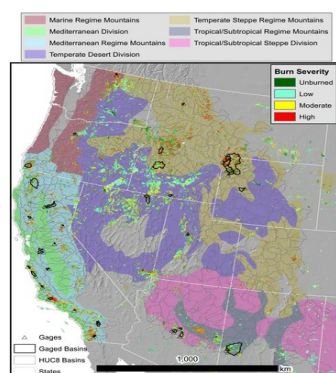 Marine Regime Mountains
Mediterranean Division
Mediterranean Regime Mountains
Temperate Desert Division
Temperate Steppe Regime Mountains
Tropical/Subtropical Regime Mountains
Tropical/Subtropical Steppe Division
Burn Severity
Unburned
Low
Moderate
High
Gages
Gaged Basins
HUC8 Basins
States
1,000
km